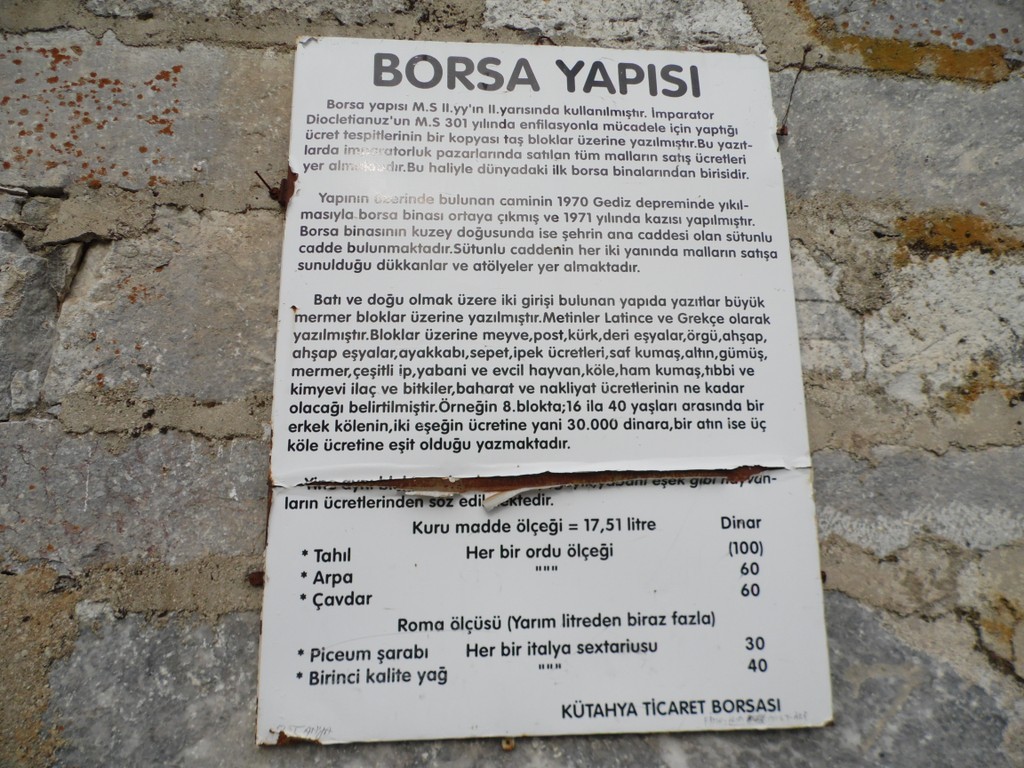 BORSA YAPISI
Borsa yapısı M.S II.yy'ın II.yarısında kullanılmıştır. İmparator
Diocletianuz'un M.S 301 yılında enfilasyonla mücadele için yaptığı
ücret tespitlerinin bir kopyası taş bloklar üzerine yazılmıştır.Bu yazıt-
larda imparatorluk pazarlarında satılan tüm malların satış ücretleri
yer almaktadır.Bu haliyle dünyadaki ilk borsa binalarından birisidir.
Yapının üzerinde bulunan caminin 1970 Gediz depreminde yıkıl-
masıyla borsa binası ortaya çıkmış ve 1971 yılında kazısı yapılmıştır.
Borsa binasının kuzey doğusunda ise şehrin ana caddesi olan sütunlu
cadde bulunmaktadır.Sütunlu caddenin her iki yanında malların satışa
sunulduğu dükkanlar ve atölyeler yer almaktadır.
Batı ve doğu olmak üzere iki girişi bulunan yapıda yazıtlar büyük
mermer bloklar üzerine yazılmıştır.Metinler Latince ve Grekçe olarak
yazılmıştır.Bloklar üzerine meyve,post,kürk,deri eşyalar,örgü,ahşap,
ahşap eşyalar,ayakkabı,sepet,ipek ücretleri,saf kumaş,altın,gümüş,
mermer,çeşitli ip,yabani ve evcil hayvan,köle,ham kumaş,tıbbi ve
kimyevi ilaç ve bitkiler,baharat ve nakliyat ücretlerinin ne kadar
olacağı belirtilmiştir.Örneğin 8.blokta;16 ila 40 yaşları arasında bir
erkek kölenin,iki eşeğin ücretine yani 30.000 dinara,bir atın ise üç
köle ücretine eşit olduğu yazmaktadır.
Yine aynı eşek gibi hayvan-
ların ücretlerinden söz edilmektedir.
Kuru madde ölçeği = 17,51 litre Dinar
* Tahıl Her bir ordu ölçeği (100)
* Arpa """ 60
* Çavdar 60
Roma ölçüsü (Yarım litreden biraz fazla)
* Piceum şarabı Her bir italya sextariusu 30
* Birinci kalite yağ """ 40
KÜTAHYA TİCARET BORSASI